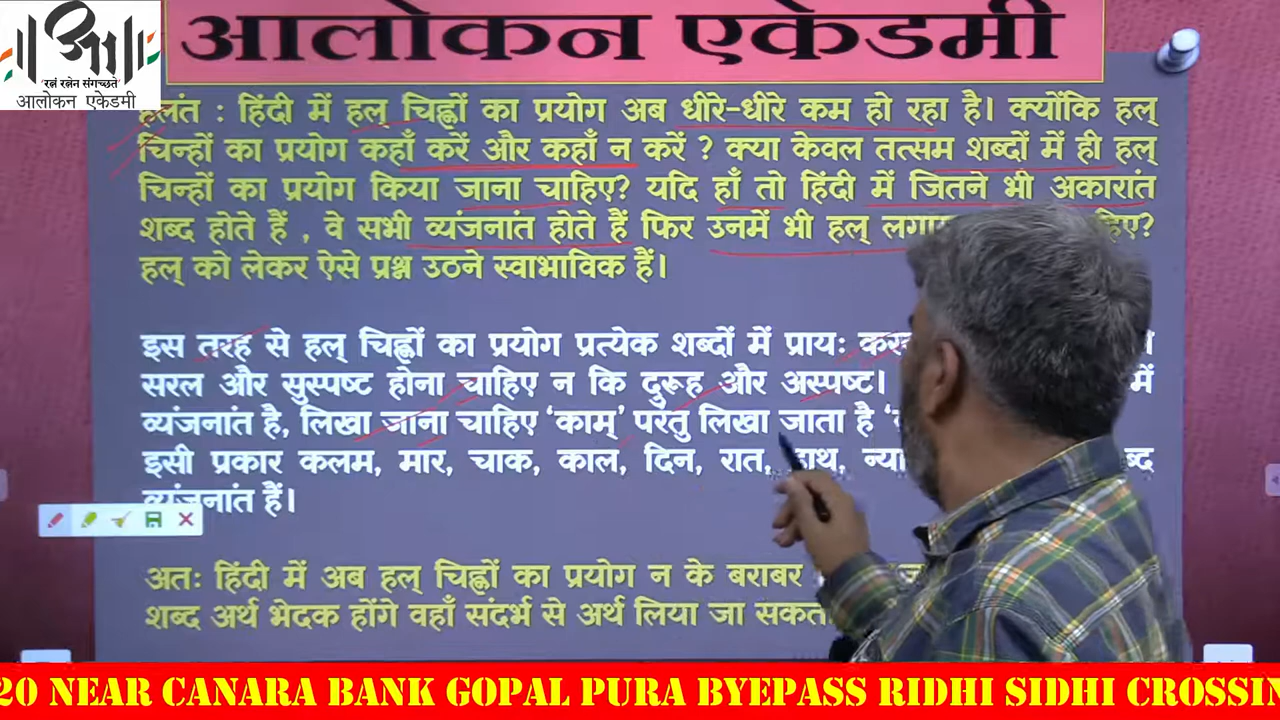 आलोकन एकेडमी
'रत्नं रत्नेन संगच्छते'
आलोकन एकेडमी
हलंत : हिंदी में हल् चिह्नों का प्रयोग अब धीरे-धीरे कम हो रहा है। क्योंकि हल्
चिन्हों का प्रयोग कहाँ करें और कहाँ न करें ? क्या केवल तत्सम शब्दों में ही हल्
चिन्हों का प्रयोग किया जाना चाहिए? यदि हाँ तो हिंदी में जितने भी अकारांत
शब्द होते हैं , वे सभी व्यंजनांत होते हैं फिर उनमें भी हल्
हल् को लेकर ऐसे प्रश्न उठने स्वाभाविक हैं।
इस तरह से हल् चिह्नों का प्रयोग प्रत्येक शब्दों में प्रायः
सरल और सुस्पष्ट होना चाहिए न कि दुरूह और अस्पष्ट। में
व्यंजनांत है, लिखा जाना चाहिए 'काम्' परंतु लिखा जाता है
इसी प्रकार कलम, मार, चाक, काल, दिन, रात, हाथ,
व्यंजनांत हैं।
अतः हिंदी में अब हल् चिह्नों का प्रयोग न के बराबर
शब्द अर्थ भेदक होंगे वहाँ संदर्भ से अर्थ लिया जा
20 NEAR CANARA BANK GOPAL PURA BYEPASS RIDHI SIDHI CROSSIN